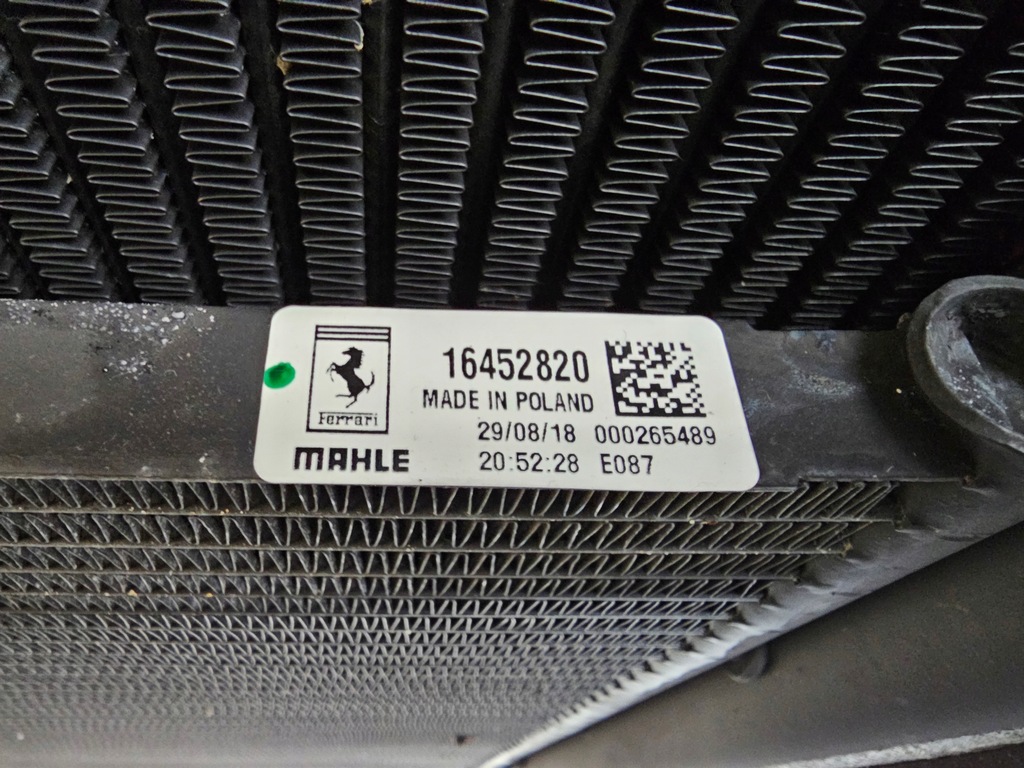 Ferrari
MAHLE
16452820
MADE IN POLAND
29/08/18 000265489
20:52:28 E087